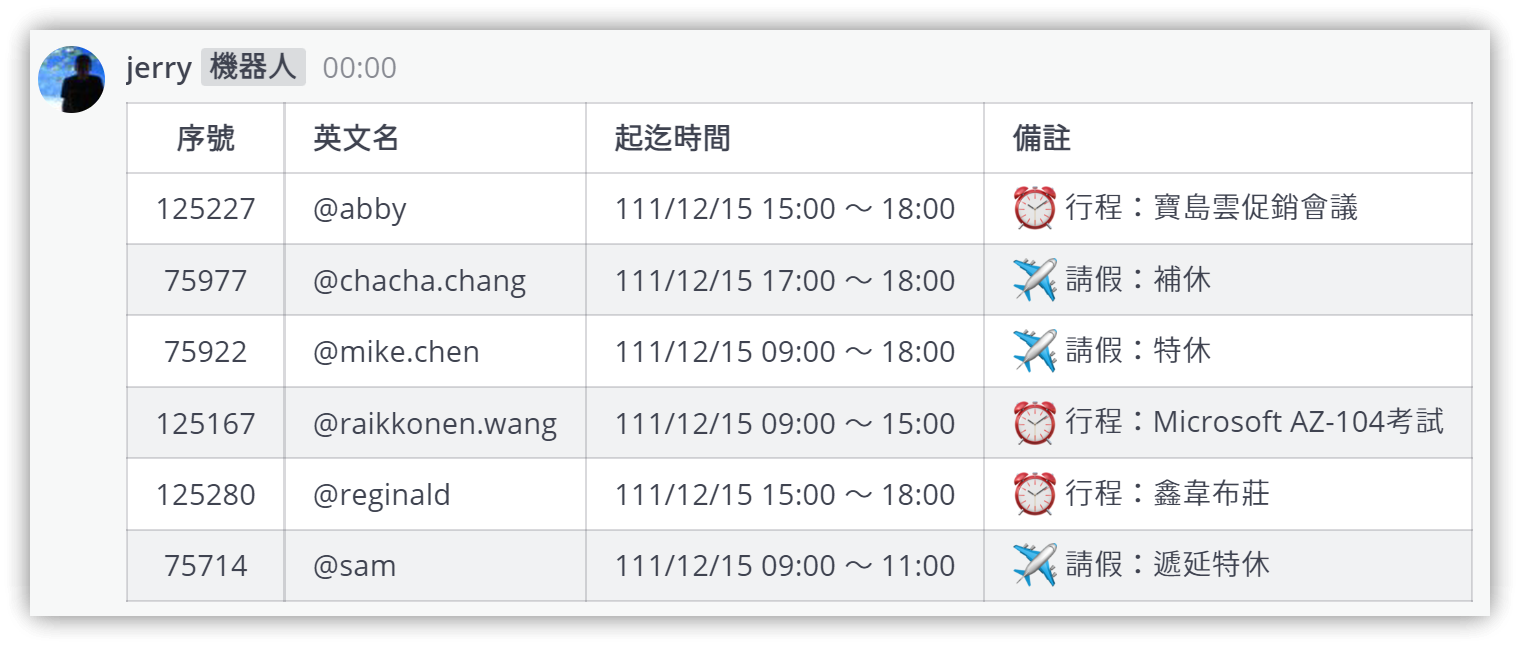 jerry 機器人 00:00
序號 英文名 起迄時間 備註
125227 @abby 111/12/15 15:00 ～ 18:00 ⏰ 行程：寶島雲促銷會議
75977 @chacha.chang 111/12/15 17:00 ～ 18:00 ✈️ 請假：補休
75922 @mike.chen 111/12/15 09:00 ～ 18:00 ✈️ 請假：特休
125167 @raikkonen.wang 111/12/15 09:00 ～ 15:00 ⏰ 行程：Microsoft AZ-104考試
125280 @reginald 111/12/15 15:00 ～ 18:00 ⏰ 行程：鑫韋布莊
75714 @sam 111/12/15 09:00 ～ 11:00 ✈️ 請假：遞延特休